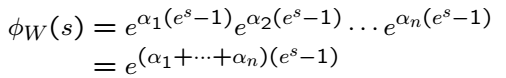 ϕ_W(s) = e^{α_1(e^s−1)} e^{α_2(e^s−1)} ⋯ e^{α_n(e^s−1)}
= e^{(α_1+⋯+α_n)(e^s−1)}